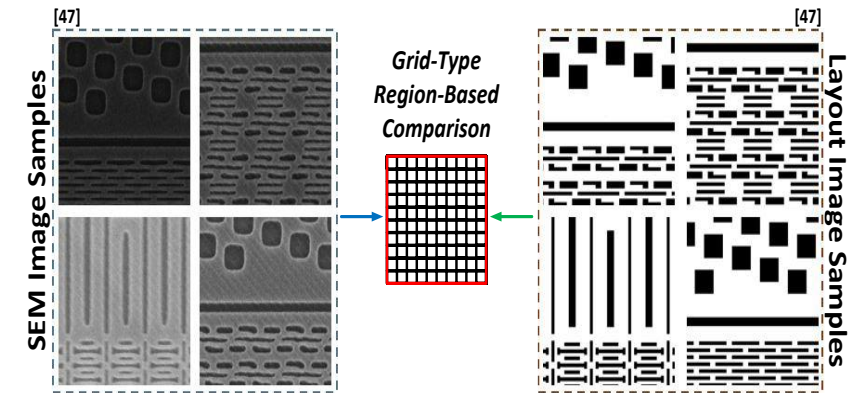 [47]
[47]
SEM Image Samples
Grid-Type
Region-Based
Comparison
Layout Image Samples